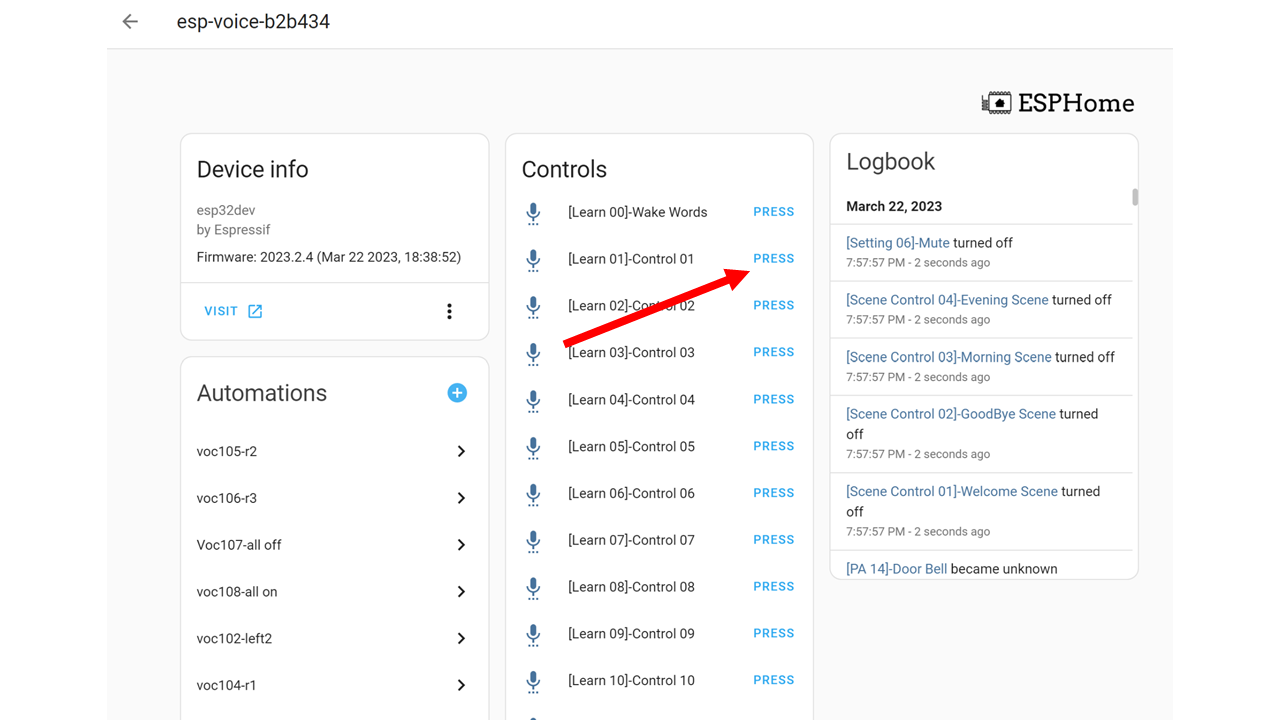 esp-voice-b2b434
ESPHome
Device info
esp32dev
by Espressif
Firmware: 2023.2.4 (Mar 22 2023, 18:38:52)
VISIT
Automations
voc105-r2
voc106-r3
Voc107-all off
voc108-all on
voc102-left2
voc104-r1
Controls
[Learn 00]-Wake Words PRESS
[Learn 01]-Control 01 PRESS
[Learn 02]-Control 02 PRESS
[Learn 03]-Control 03 PRESS
[Learn 04]-Control 04 PRESS
[Learn 05]-Control 05 PRESS
[Learn 06]-Control 06 PRESS
[Learn 07]-Control 07 PRESS
[Learn 08]-Control 08 PRESS
[Learn 09]-Control 09 PRESS
[Learn 10]-Control 10 PRESS
Logbook
March 22, 2023
[Setting 06]-Mute turned off
7:57:57 PM - 2 seconds ago
[Scene Control 04]-Evening Scene turned off
7:57:57 PM - 2 seconds ago
[Scene Control 03]-Morning Scene turned off
7:57:57 PM - 2 seconds ago
[Scene Control 02]-GoodBye Scene turned
off
7:57:57 PM - 2 seconds ago
[Scene Control 01]-Welcome Scene turned
off
7:57:57 PM - 2 seconds ago
[PA 14]-Door Bell became unknown